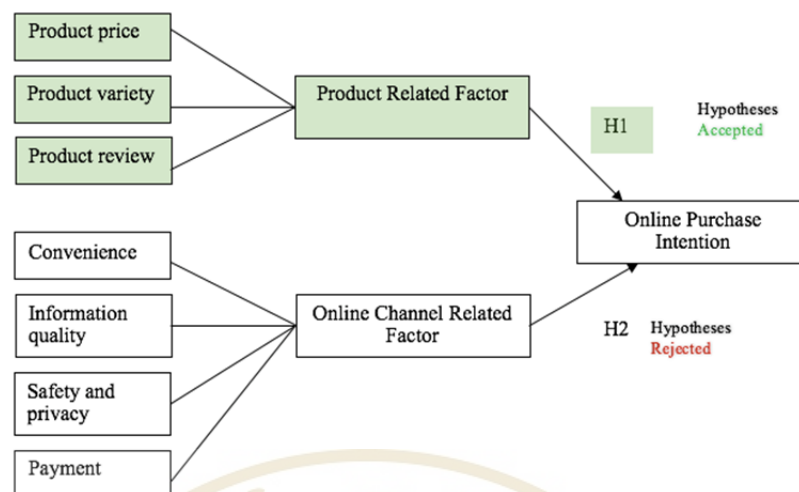 Product price
Product variety
Product review
Product Related Factor
H1
Hypotheses
Accepted
Online Purchase
Intention
Convenience
Information
quality
Safety and
privacy
Payment
Online Channel Related
Factor
H2
Hypotheses
Rejected